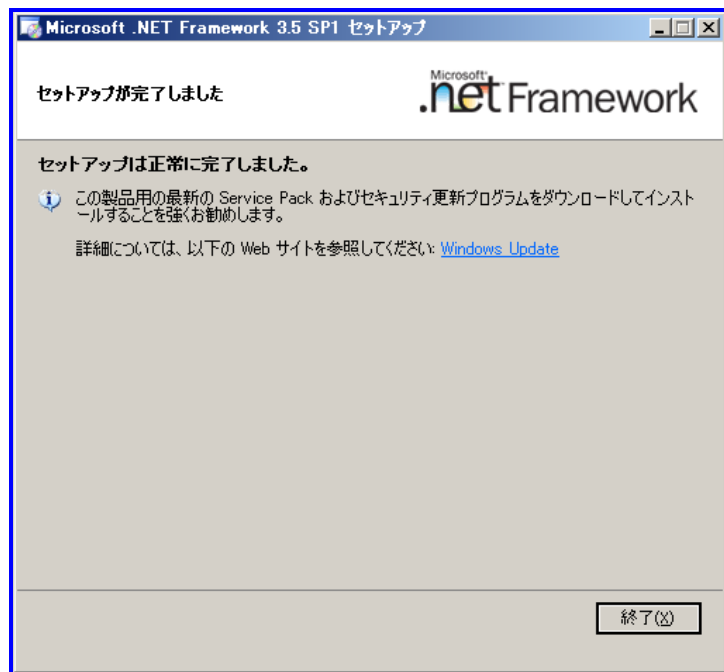 Microsoft .NET Framework 3.5 SP1 セットアップ
セットアップが完了しました
Microsoft
.net Framework
セットアップは正常に完了しました。
この製品用の最新の Service Pack およびセキュリティ更新プログラムをダウンロードしてインスト
ールすることを強くお勧めします。
詳細については、以下の Web サイトを参照してください: Windows Update
終了(X)